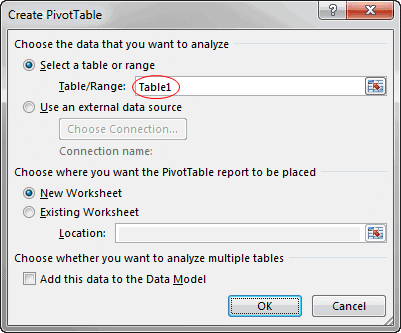 Create PivotTable
Choose the data that you want to analyze
Select a table or range
Table/Range: Table1
Use an external data source
Choose Connection...
Connection name:
Choose where you want the PivotTable report to be placed
New Worksheet
Existing Worksheet
Location:
Choose whether you want to analyze multiple tables
Add this data to the Data Model
OK Cancel